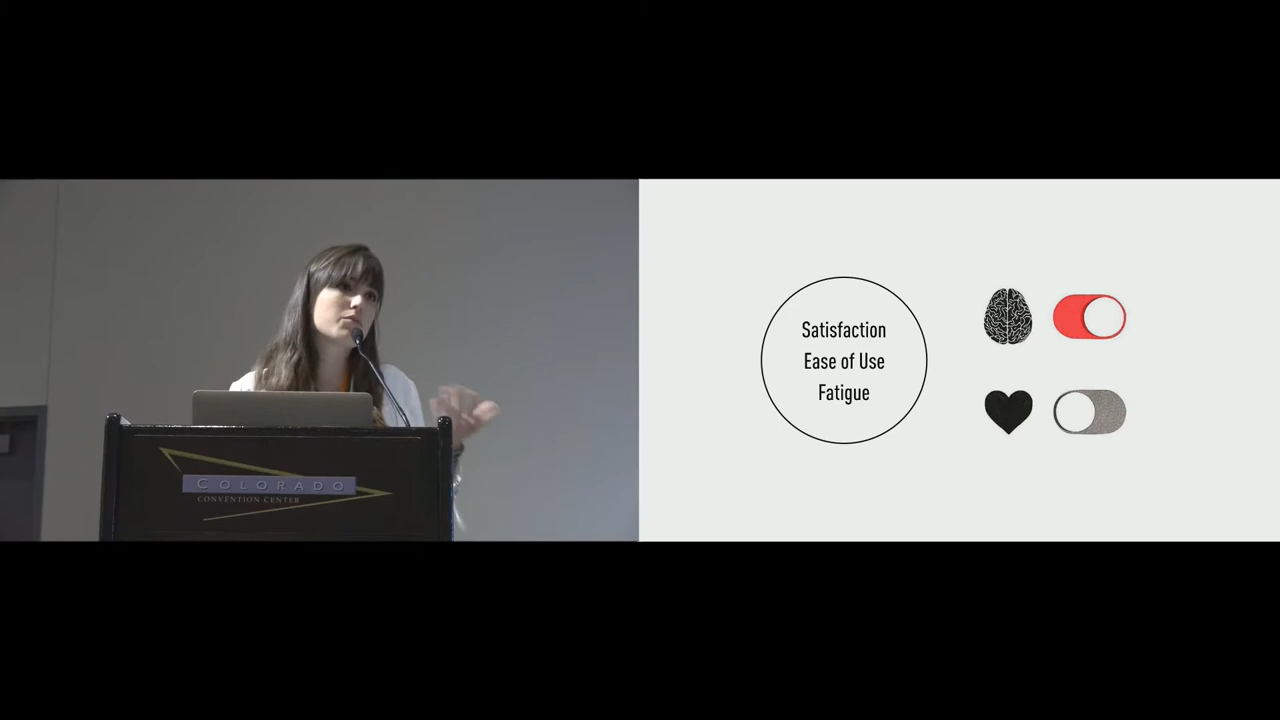 COLORADO
CONVENTION CENTER
Satisfaction
Ease of Use
Fatigue